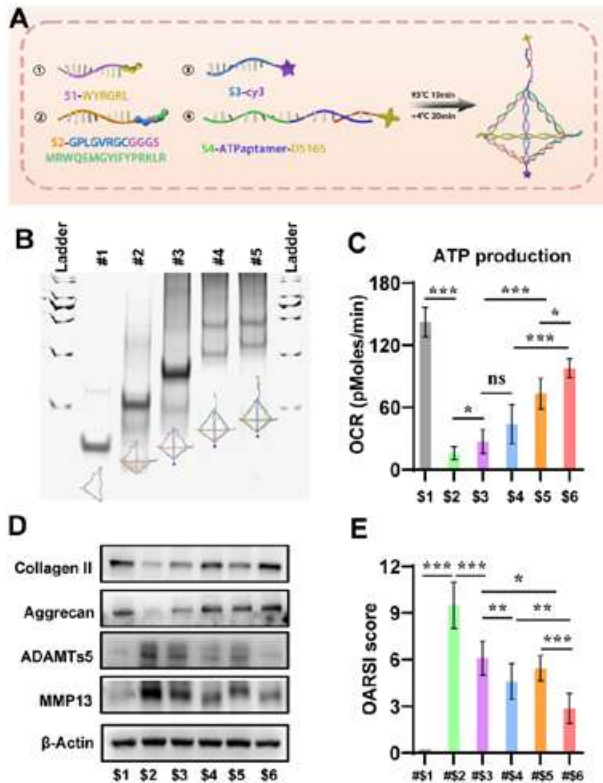 A
①
S1-WYRGRL
③
S3-cy3
②
S2-GPLGVRGCGGGS
MRWQEMGYIFYPRKLR
④
S4-ATPaptamer-DS165
95℃ 10min
+4℃ 20min
B
Ladder
#1
#2
#3
#4
#5
Ladder
C
ATP production
OCR (pMoles/min)
180
120
60
0
***
***
*
***
ns
*
$1 $2 $3 $4 $5 $6
D
Collagen II
Aggrecan
ADAMTs5
MMP13
β-Actin
$1 $2 $3 $4 $5 $6
E
OARSI score
12
9
6
3
0
*** ***
*
** **
***
#$1 #$2 #$3 #$4 #$5 #$6